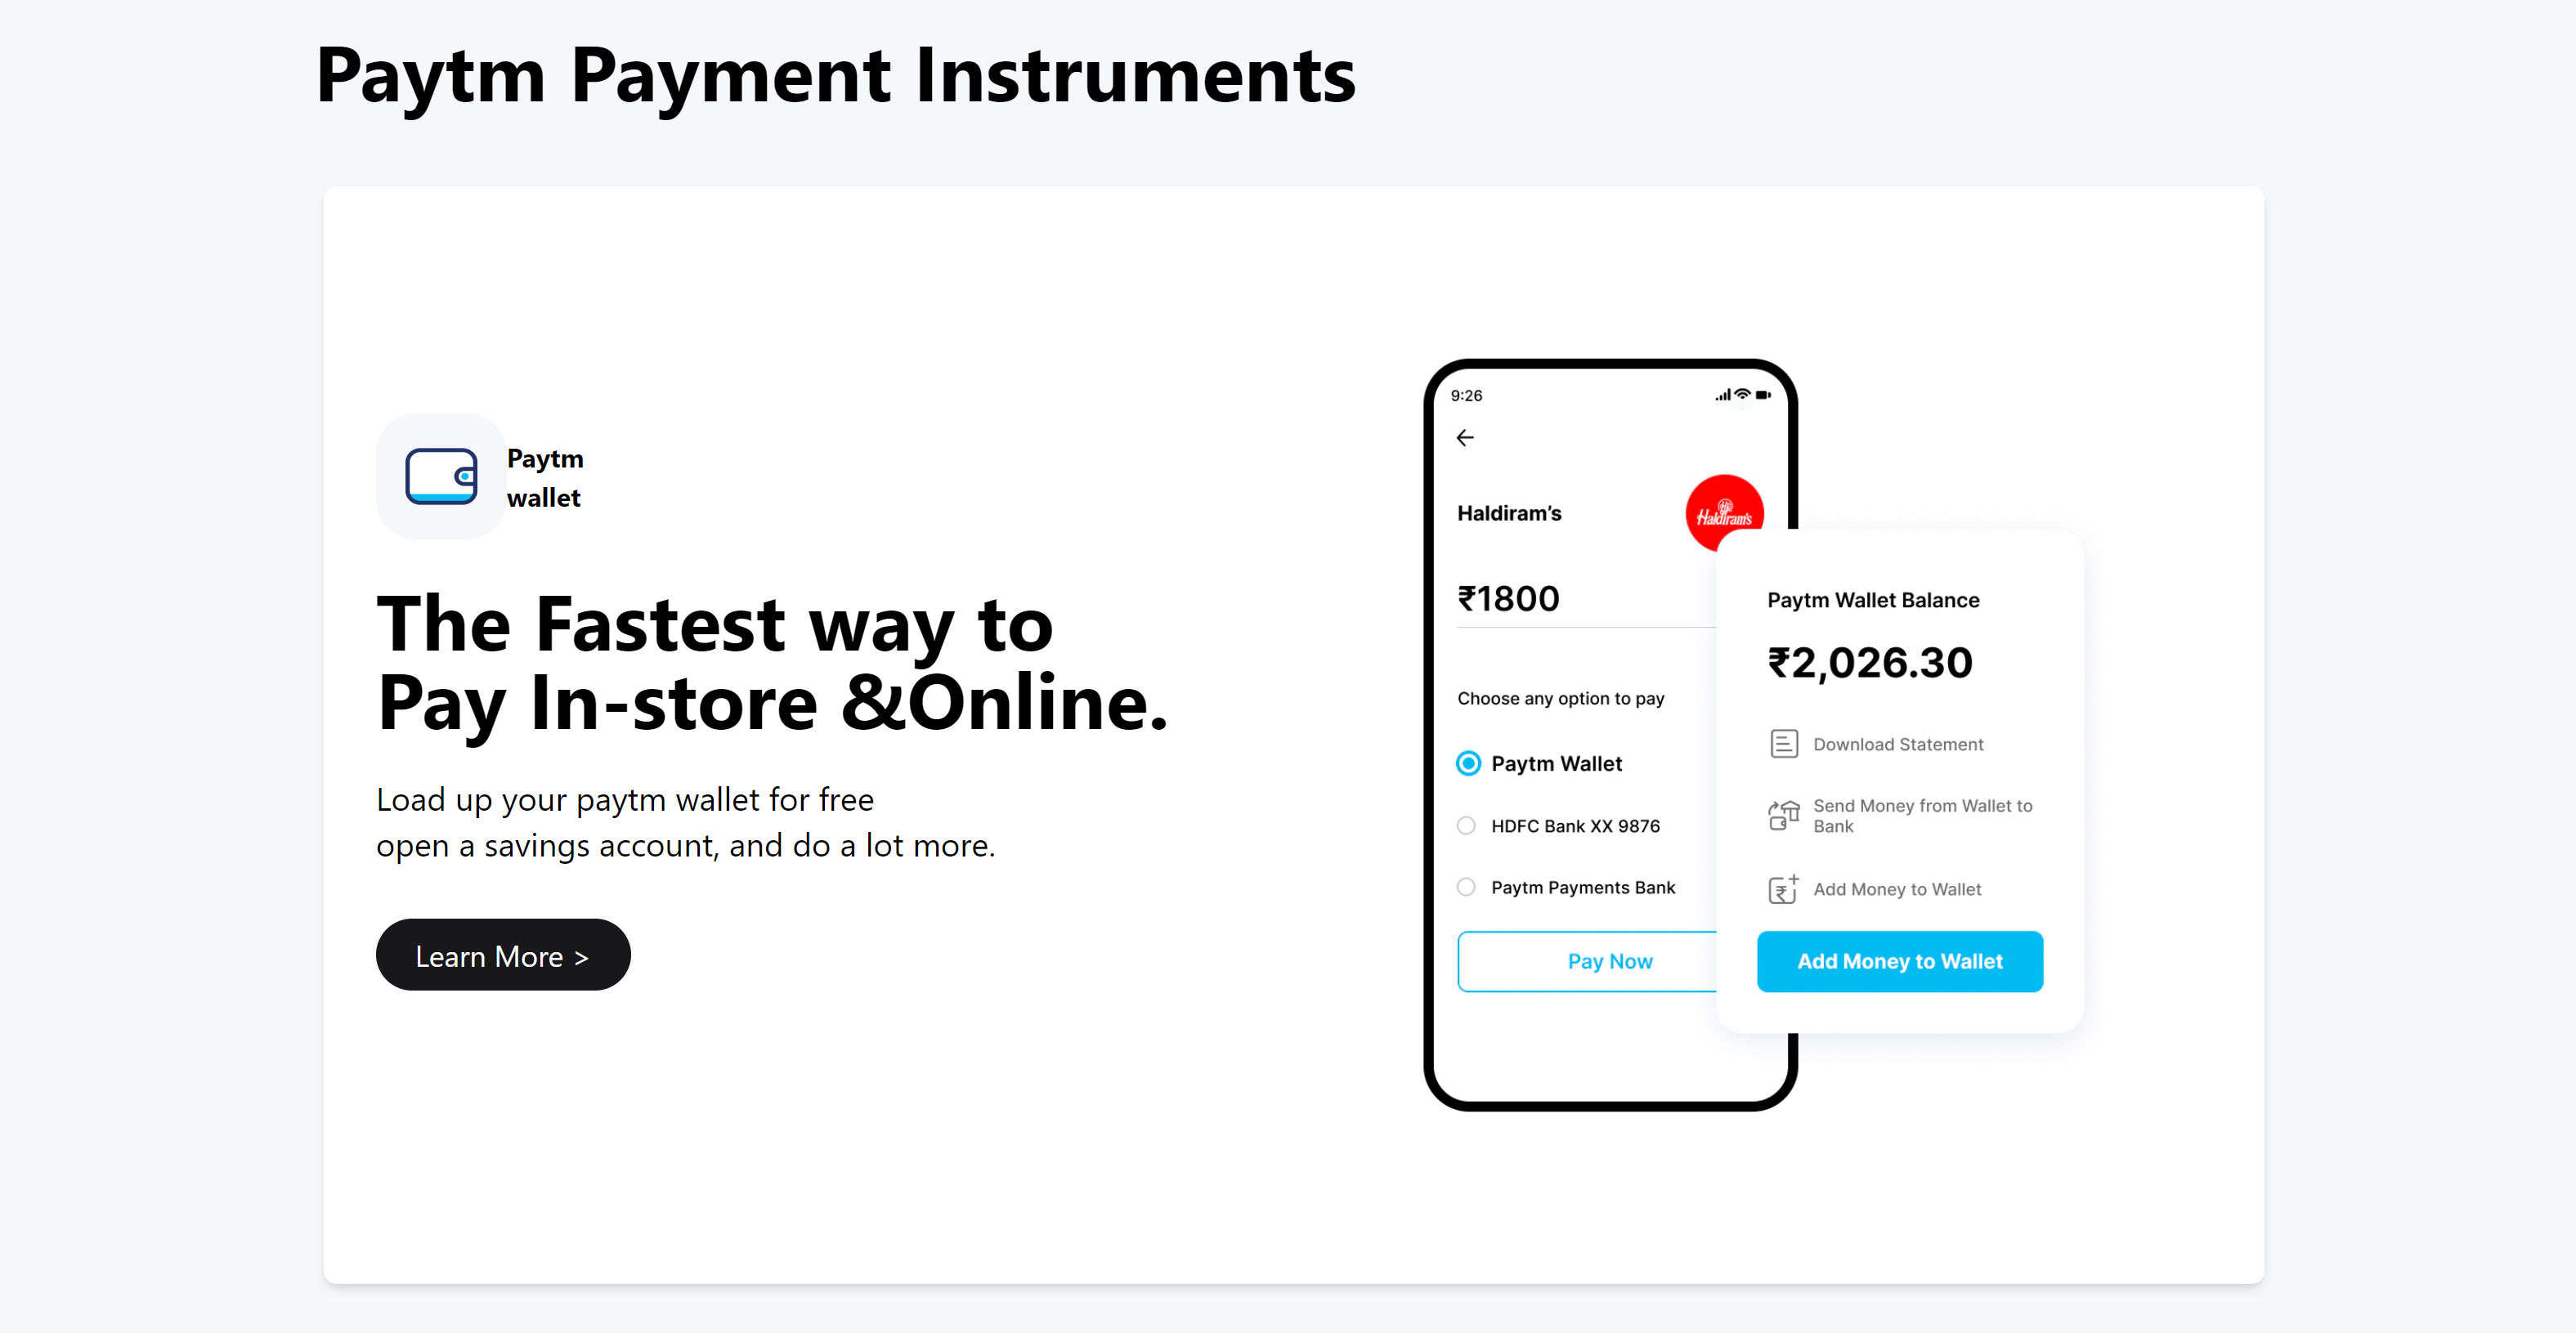 Paytm Payment Instruments
Paytm
wallet
The Fastest way to
Pay In-store &Online.
Load up your paytm wallet for free
open a savings account, and do a lot more.
Learn More >
9:26
Haldiram’s
Haldiram's
₹1800
Choose any option to pay
Paytm Wallet
HDFC Bank XX 9876
Paytm Payments Bank
Pay Now
Paytm Wallet Balance
₹2,026.30
Download Statement
Send Money from Wallet to
Bank
Add Money to Wallet
Add Money to Wallet